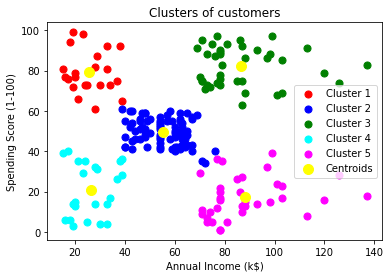 Clusters of customers
100
80
60
40
20
0
Spending Score (1-100)
Cluster 1
Cluster 2
Cluster 3
Cluster 4
Cluster 5
Centroids
20 40 60 80 100 120 140
Annual Income (k$)